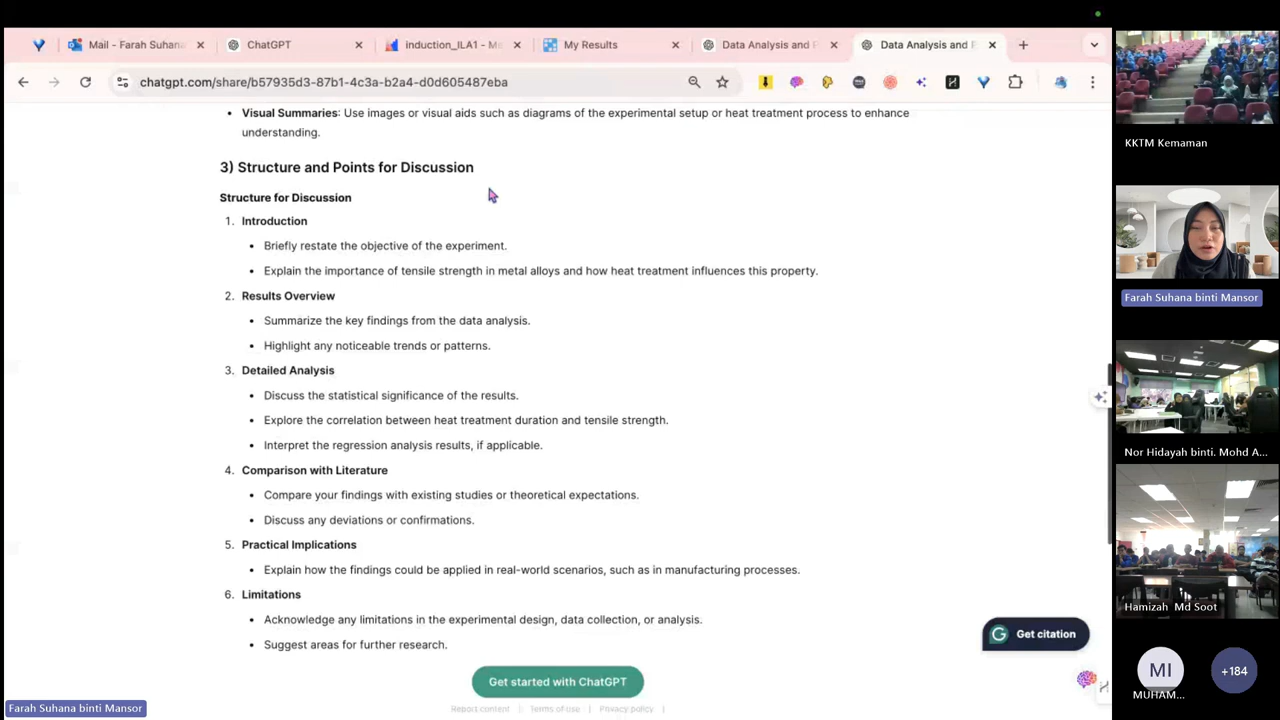 Mail - Farah Suhana
ChatGPT
induction_ILA1 - M
My Results
Data Analysis and
Data Analysis and
chatgpt.com/share/b57935d3-87b1-4c3a-b2a4-d0d605487eba
Visual Summaries: Use images or visual aids such as diagrams of the experimental setup or heat treatment process to enhance
understanding.
3) Structure and Points for Discussion
Structure for Discussion
1. Introduction
• Briefly restate the objective of the experiment.
• Explain the importance of tensile strength in metal alloys and how heat treatment influences this property.
2. Results Overview
• Summarize the key findings from the data analysis.
• Highlight any noticeable trends or patterns.
3. Detailed Analysis
• Discuss the statistical significance of the results.
• Explore the correlation between heat treatment duration and tensile strength.
• Interpret the regression analysis results, if applicable.
4. Comparison with Literature
• Compare your findings with existing studies or theoretical expectations.
• Discuss any deviations or confirmations.
5. Practical Implications
• Explain how the findings could be applied in real-world scenarios, such as in manufacturing processes.
6. Limitations
• Acknowledge any limitations in the experimental design, data collection, or analysis.
• Suggest areas for further research.
Get citation
Get started with ChatGPT
Report content | Terms of use | Privacy policy |
Farah Suhana binti Mansor
KKTM Kemaman
Farah Suhana binti Mansor
Nor Hidayah binti. Mohd A...
Hamizah Md Soot
MI
MUHAM...
+184